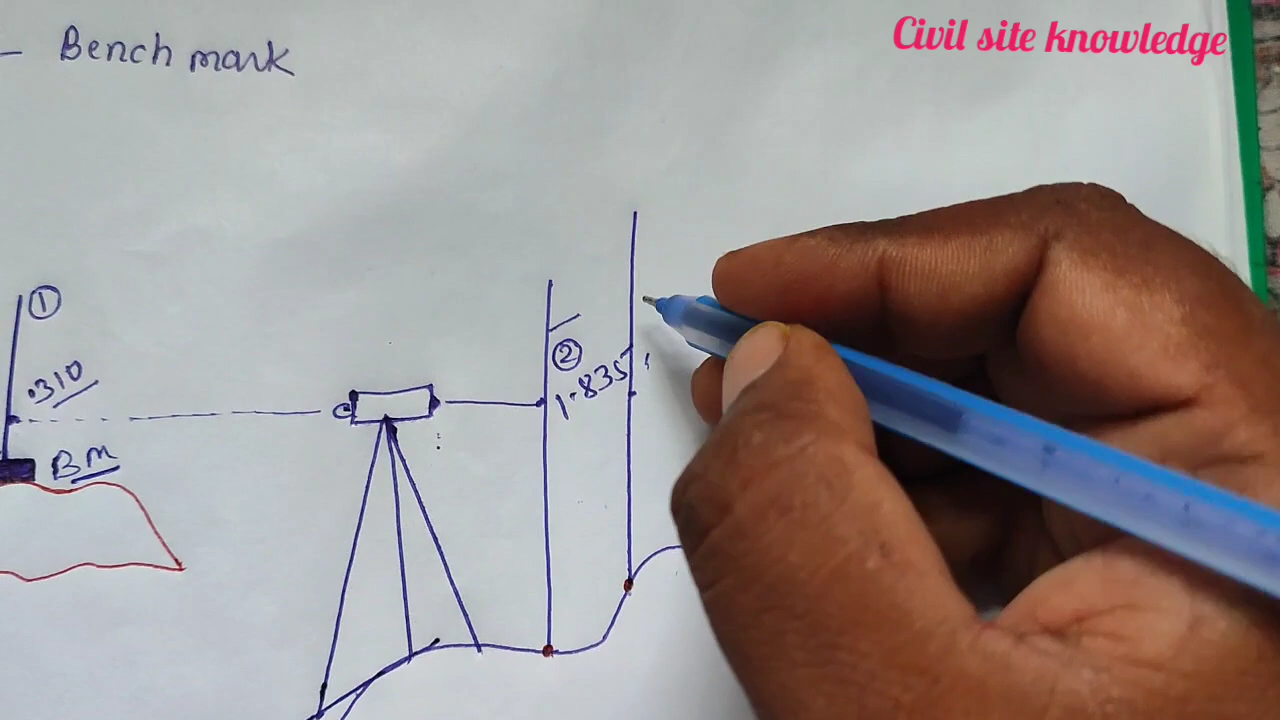 Civil site knowledge
- Bench mark
①
.310
BM
②
1.835